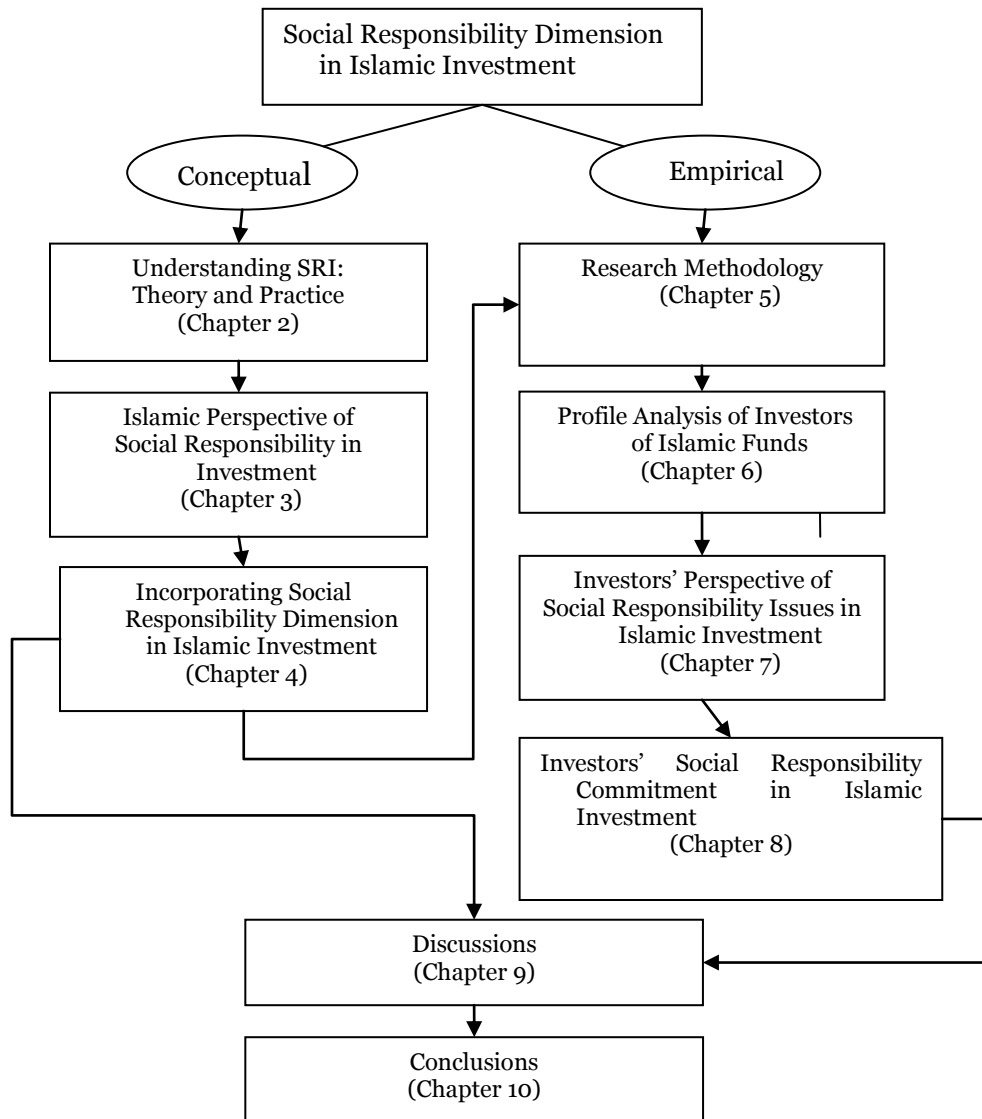 Social Responsibility Dimension
in Islamic Investment
Conceptual
Empirical
Understanding SRI:
Theory and Practice
(Chapter 2)
Islamic Perspective of
Social Responsibility in
Investment
(Chapter 3)
Incorporating Social
Responsibility Dimension
in Islamic Investment
(Chapter 4)
Research Methodology
(Chapter 5)
Profile Analysis of Investors
of Islamic Funds
(Chapter 6)
Investors’ Perspective of
Social Responsibility Issues in
Islamic Investment
(Chapter 7)
Investors’ Social Responsibility
Commitment in Islamic
Investment
(Chapter 8)
Discussions
(Chapter 9)
Conclusions
(Chapter 10)